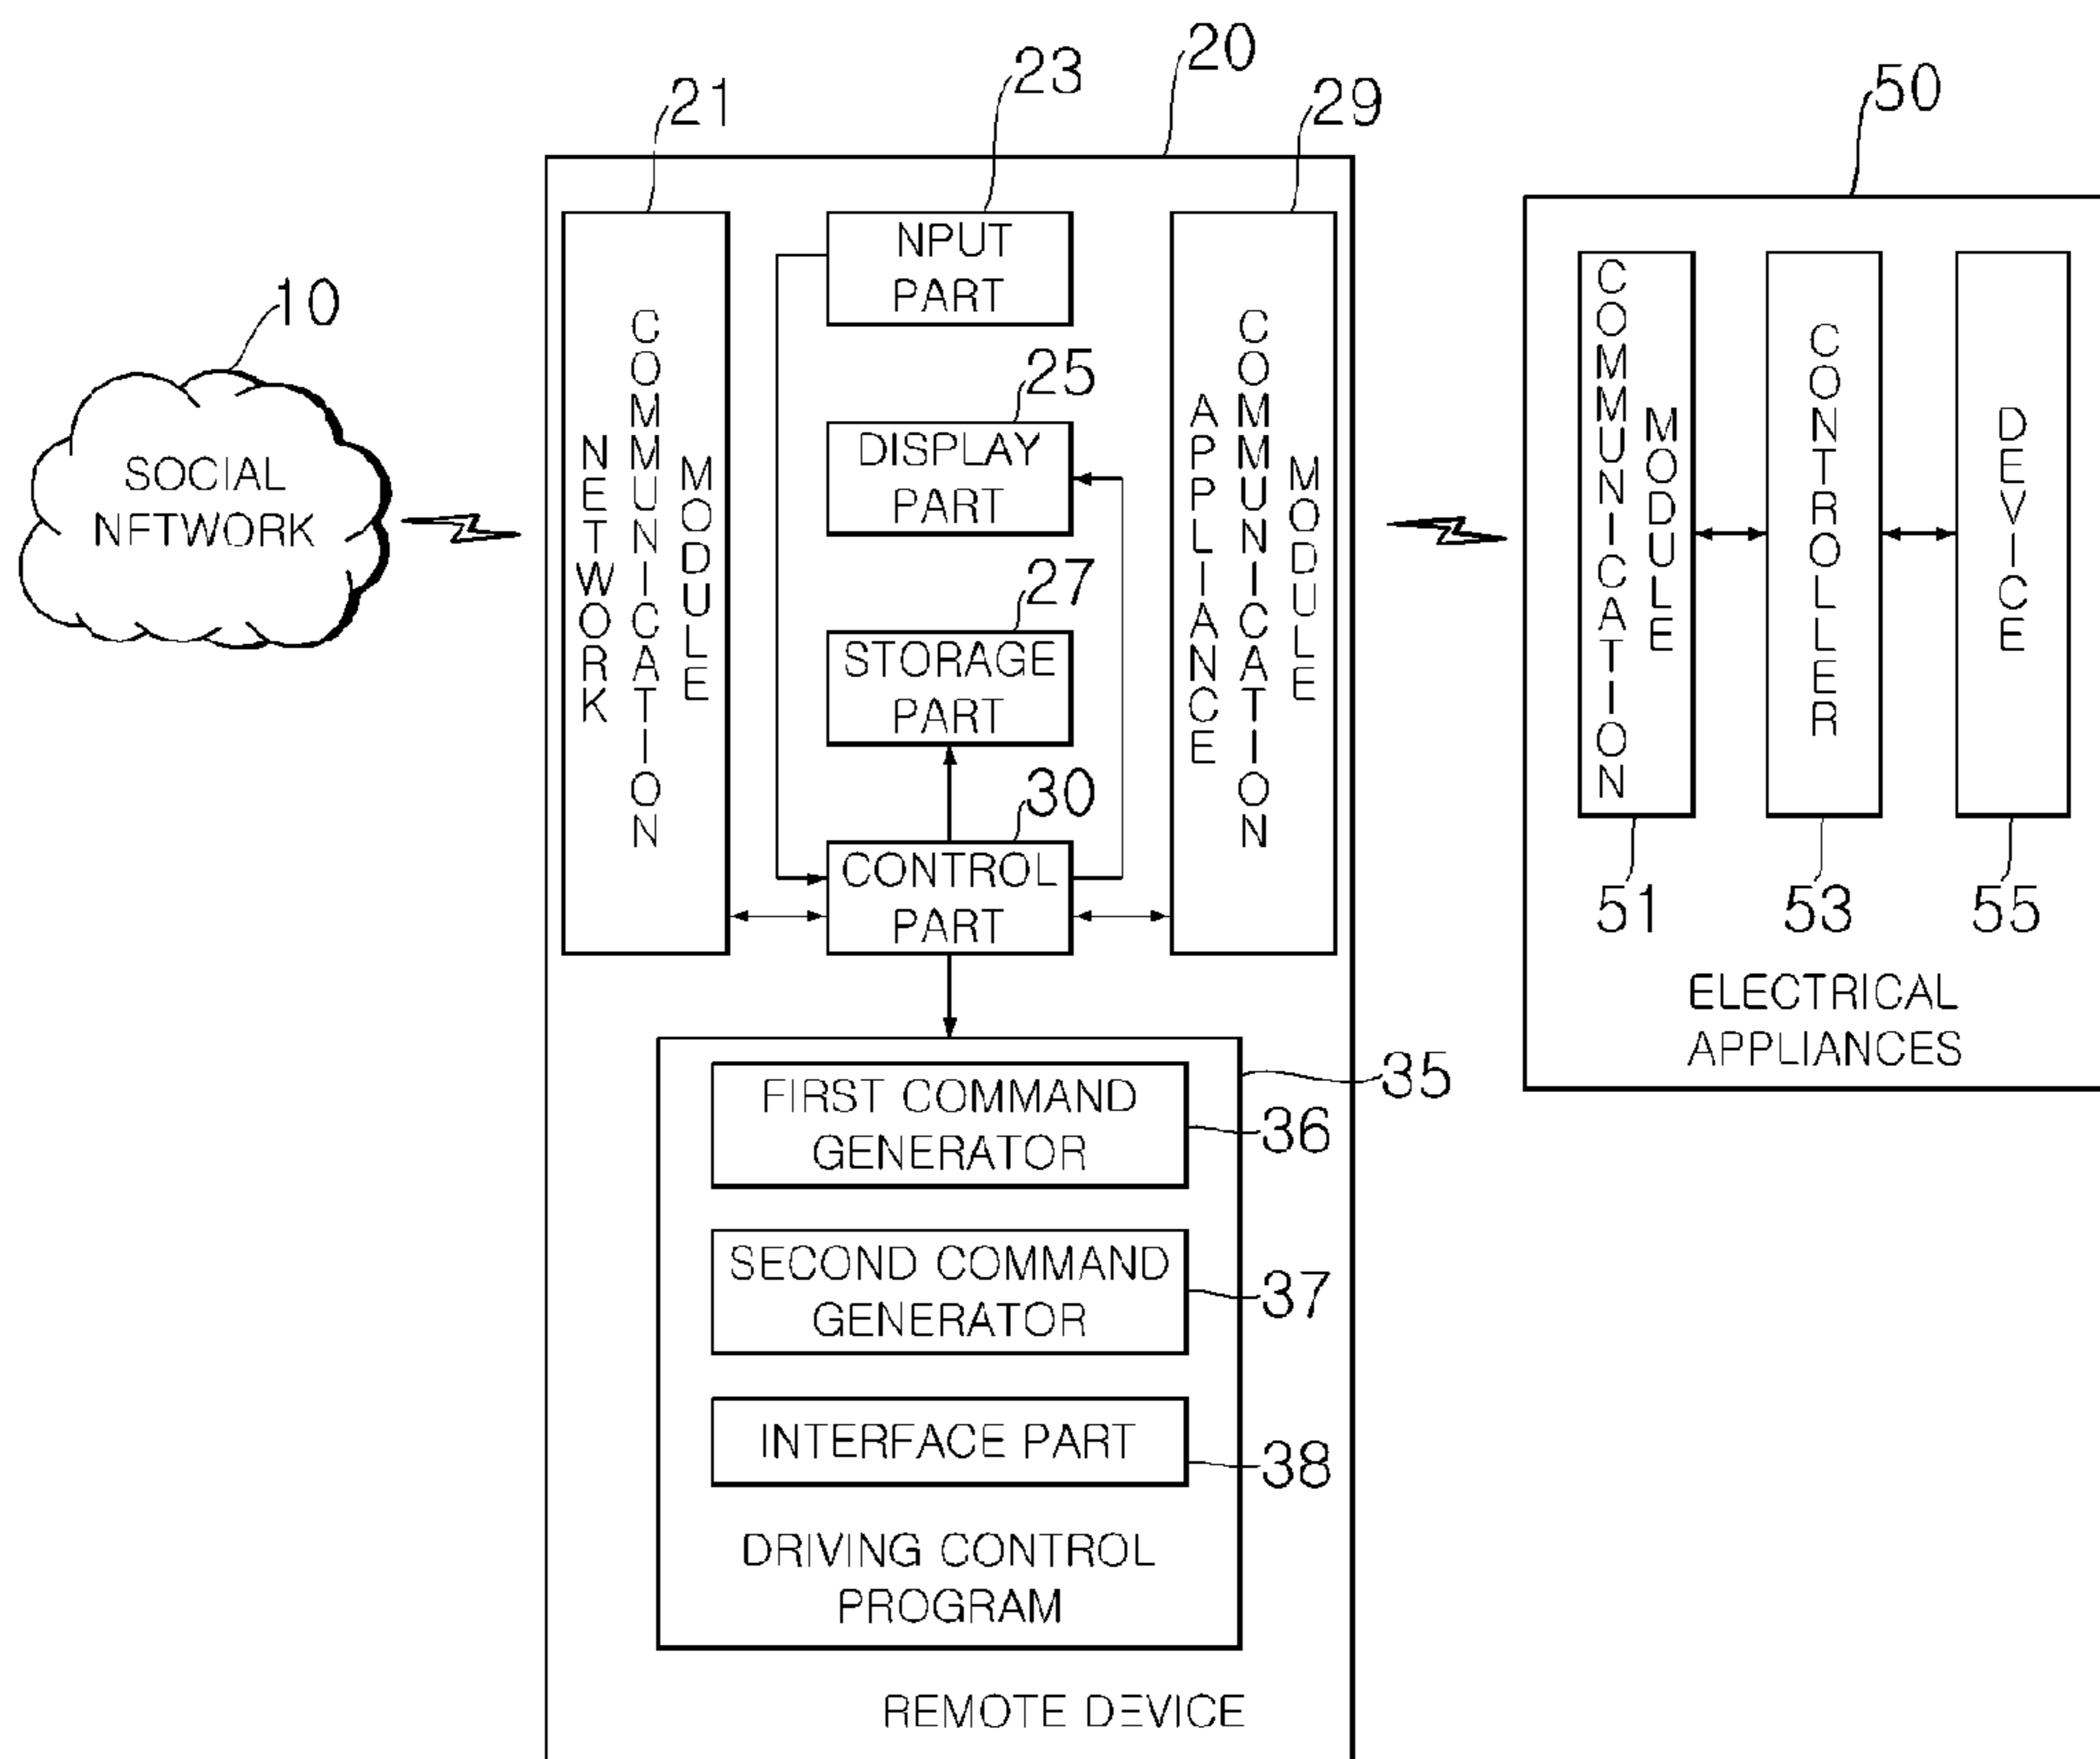 20
23
21
29
50
NPUT
PART
10
NETWORK
COMMUNICATION
MODULE
25
DISPLAY
PART
APPLIANCE
COMMUNICATION
MODULE
COMMUNICATION
MODULE
CONTROLLER
DEVICE
SOCIAL
NFTWORK
27
STORAGE
PART
30
CONTROL
PART
51
53
55
ELECTRICAL
APPLIANCES
35
FIRST COMMAND
GENERATOR
36
SECOND COMMAND
GENERATOR
37
INTERFACE PART
38
DRIVING CONTROL
PROGRAM
REMOTE DEVICE